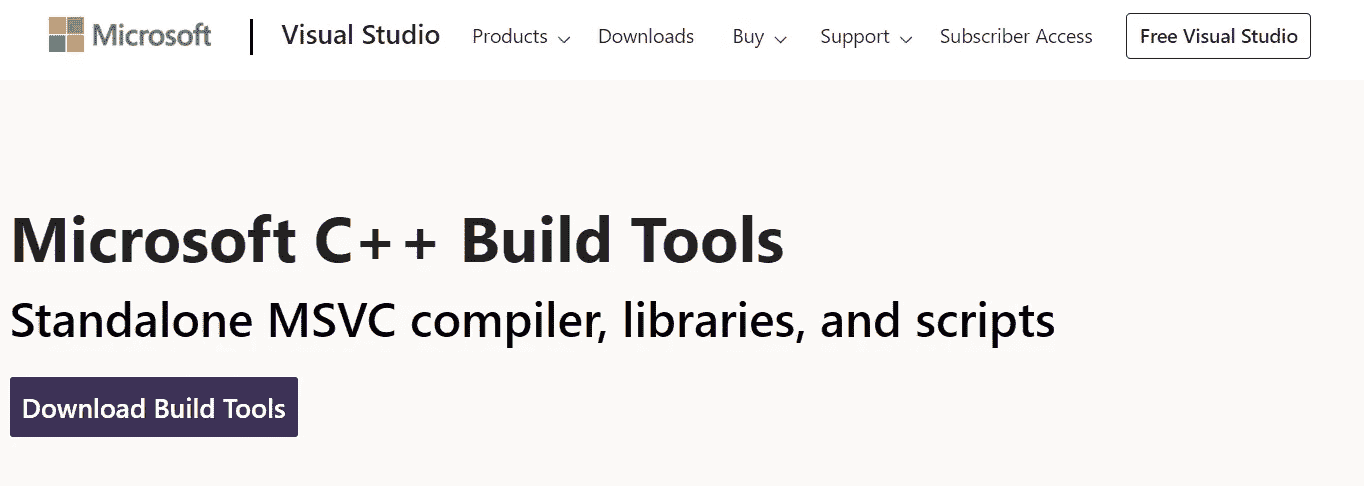 Microsoft Visual Studio Products Downloads Buy Support Subscriber Access Free Visual Studio
Microsoft C++ Build Tools
Standalone MSVC compiler, libraries, and scripts
Download Build Tools